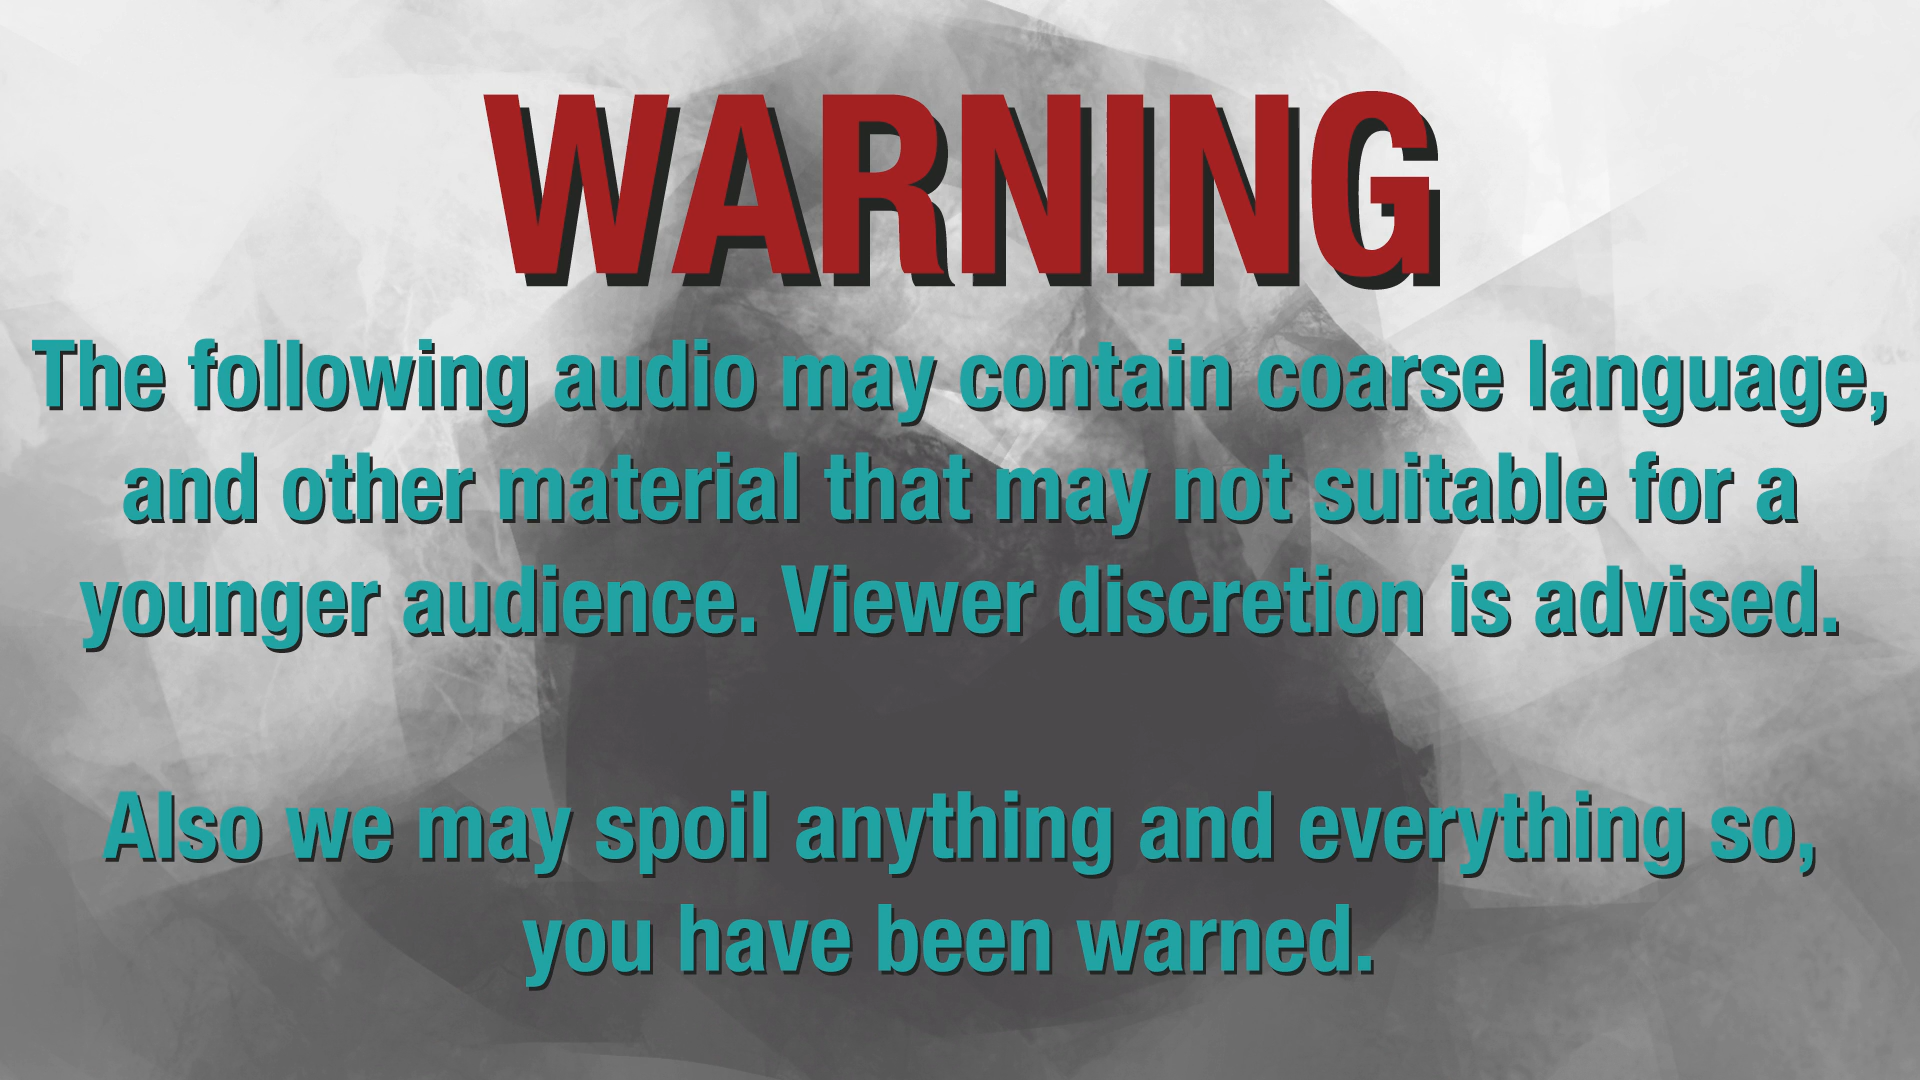 WARNING
The following audio may contain coarse language,
and other material that may not suitable for a
younger audience. Viewer discretion is advised.
Also we may spoil anything and everything so,
you have been warned.